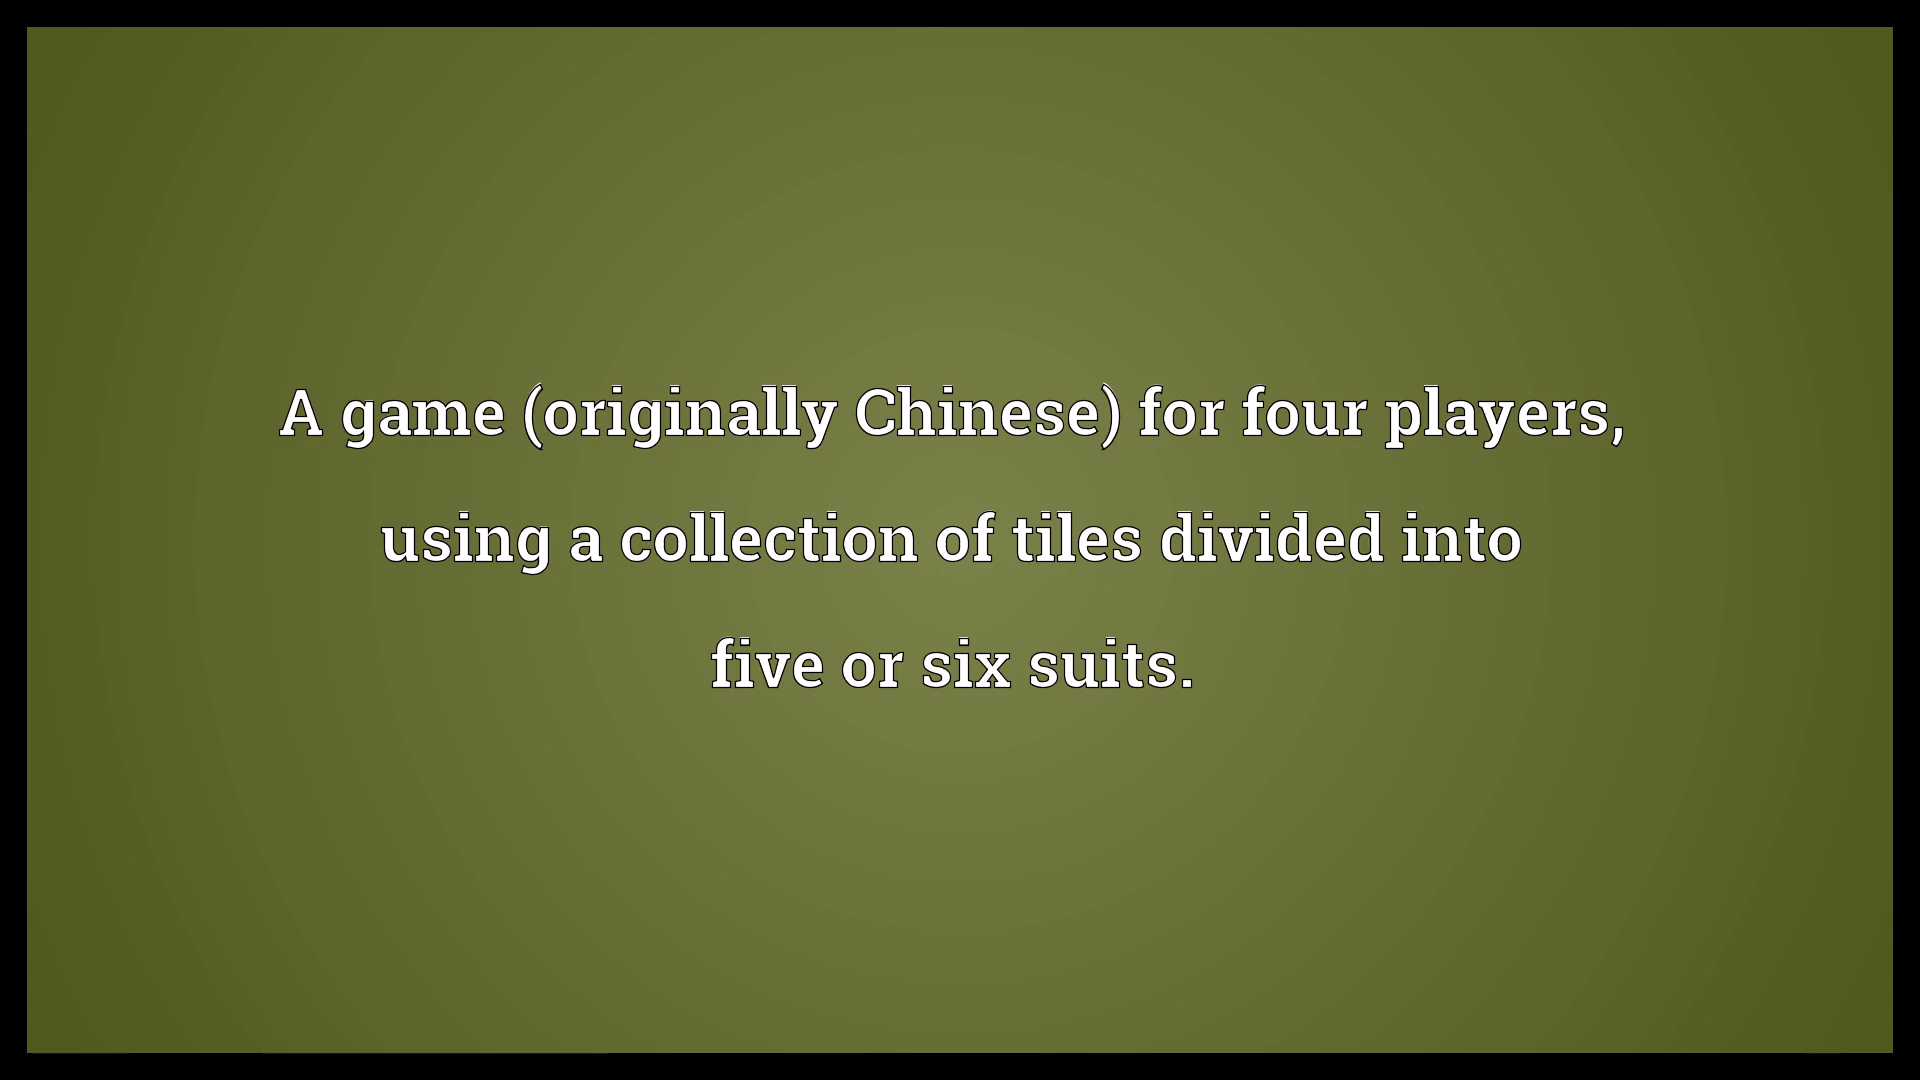 A game (originally Chinese) for four players,
using a collection of tiles divided into
five or six suits.